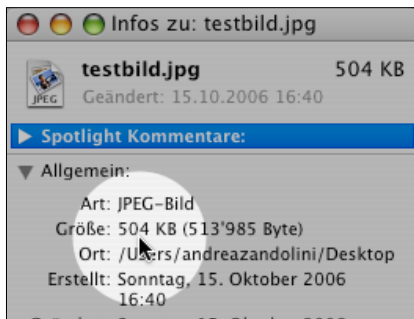 Infos zu: testbild.jpg
testbild.jpg 504 KB
JPEG
Geändert: 15.10.2006 16:40
Spotlight Kommentare:
Allgemein:
Art: JPEG-Bild
Größe: 504 KB (513'985 Byte)
Ort: /Users/andreazandolini/Desktop
Erstellt: Sonntag, 15. Oktober 2006
16:40